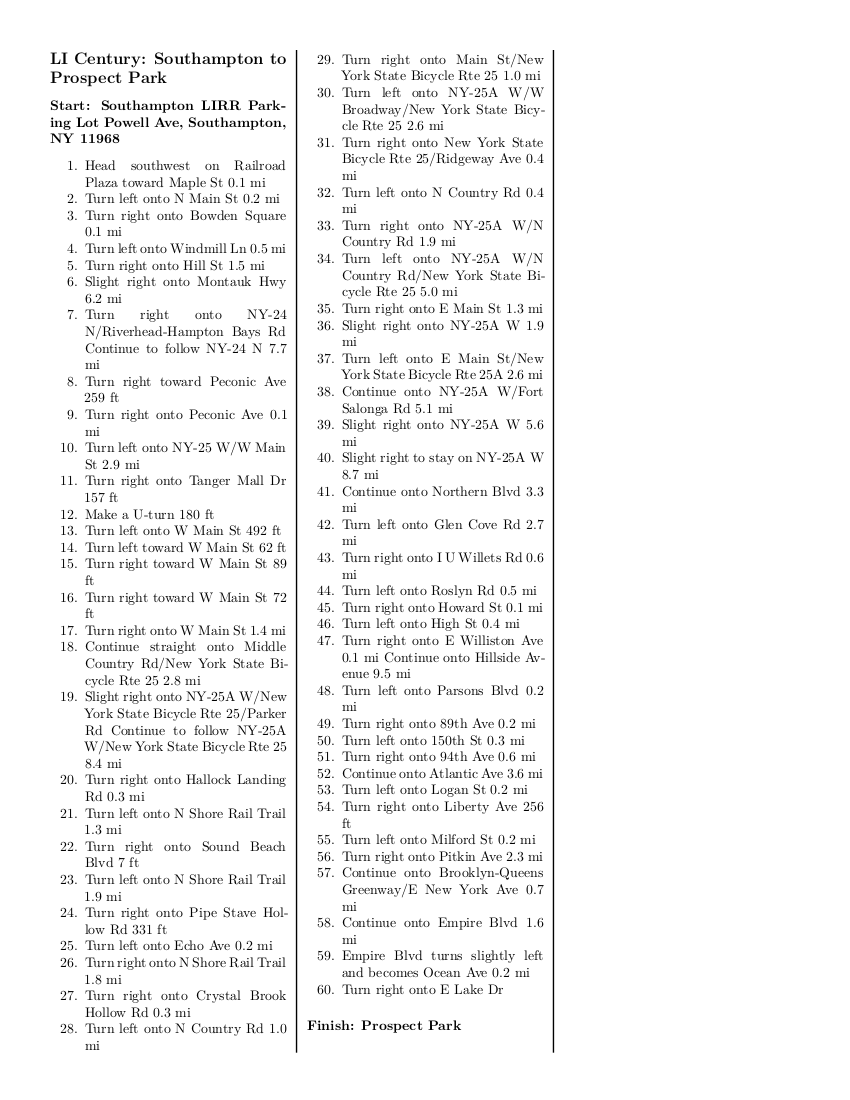 LI Century: Southampton to
Prospect Park
Start: Southampton LIRR Park-
ing Lot Powell Ave, Southampton,
NY 11968
1. Head southwest on Railroad
Plaza toward Maple St 0.1 mi
2. Turn left onto N Main St 0.2 mi
3. Turn right onto Bowden Square
0.1 mi
4. Turn left onto Windmill Ln 0.5 mi
5. Turn right onto Hill St 1.5 mi
6. Slight right onto Montauk Hwy
6.2 mi
7. Turn right onto NY-24
N/Riverhead-Hampton Bays Rd
Continue to follow NY-24 N 7.7
mi
8. Turn right toward Peconic Ave
259 ft
9. Turn right onto Peconic Ave 0.1
mi
10. Turn left onto NY-25 W/W Main
St 2.9 mi
11. Turn right onto Tanger Mall Dr
157 ft
12. Make a U-turn 180 ft
13. Turn left onto W Main St 492 ft
14. Turn left toward W Main St 62 ft
15. Turn right toward W Main St 89
ft
16. Turn right toward W Main St 72
ft
17. Turn right onto W Main St 1.4 mi
18. Continue straight onto Middle
Country Rd/New York State Bi-
cycle Rte 25 2.8 mi
19. Slight right onto NY-25A W/New
York State Bicycle Rte 25/Parker
Rd Continue to follow NY-25A
W/New York State Bicycle Rte 25
8.4 mi
20. Turn right onto Hallock Landing
Rd 0.3 mi
21. Turn left onto N Shore Rail Trail
1.3 mi
22. Turn right onto Sound Beach
Blvd 7 ft
23. Turn left onto N Shore Rail Trail
1.9 mi
24. Turn right onto Pipe Stave Hol-
low Rd 331 ft
25. Turn left onto Echo Ave 0.2 mi
26. Turn right onto N Shore Rail Trail
1.8 mi
27. Turn right onto Crystal Brook
Hollow Rd 0.3 mi
28. Turn left onto N Country Rd 1.0
mi
29. Turn right onto Main St/New
York State Bicycle Rte 25 1.0 mi
30. Turn left onto NY-25A W/W
Broadway/New York State Bicy-
cle Rte 25 2.6 mi
31. Turn right onto New York State
Bicycle Rte 25/Ridgeway Ave 0.4
mi
32. Turn left onto N Country Rd 0.4
mi
33. Turn right onto NY-25A W/N
Country Rd 1.9 mi
34. Turn left onto NY-25A W/N
Country Rd/New York State Bi-
cycle Rte 25 5.0 mi
35. Turn right onto E Main St 1.3 mi
36. Slight right onto NY-25A W 1.9
mi
37. Turn left onto E Main St/New
York State Bicycle Rte 25A 2.6 mi
38. Continue onto NY-25A W/Fort
Salonga Rd 5.1 mi
39. Slight right onto NY-25A W 5.6
mi
40. Slight right to stay on NY-25A W
8.7 mi
41. Continue onto Northern Blvd 3.3
mi
42. Turn left onto Glen Cove Rd 2.7
mi
43. Turn right onto I U Willets Rd 0.6
mi
44. Turn left onto Roslyn Rd 0.5 mi
45. Turn right onto Howard St 0.1 mi
46. Turn left onto High St 0.4 mi
47. Turn right onto E Williston Ave
0.1 mi Continue onto Hillside Av-
enue 9.5 mi
48. Turn left onto Parsons Blvd 0.2
mi
49. Turn right onto 89th Ave 0.2 mi
50. Turn left onto 150th St 0.3 mi
51. Turn right onto 94th Ave 0.6 mi
52. Continue onto Atlantic Ave 3.6 mi
53. Turn left onto Logan St 0.2 mi
54. Turn right onto Liberty Ave 256
ft
55. Turn left onto Milford St 0.2 mi
56. Turn right onto Pitkin Ave 2.3 mi
57. Continue onto Brooklyn-Queens
Greenway/E New York Ave 0.7
mi
58. Continue onto Empire Blvd 1.6
mi
59. Empire Blvd turns slightly left
and becomes Ocean Ave 0.2 mi
60. Turn right onto E Lake Dr
Finish: Prospect Park